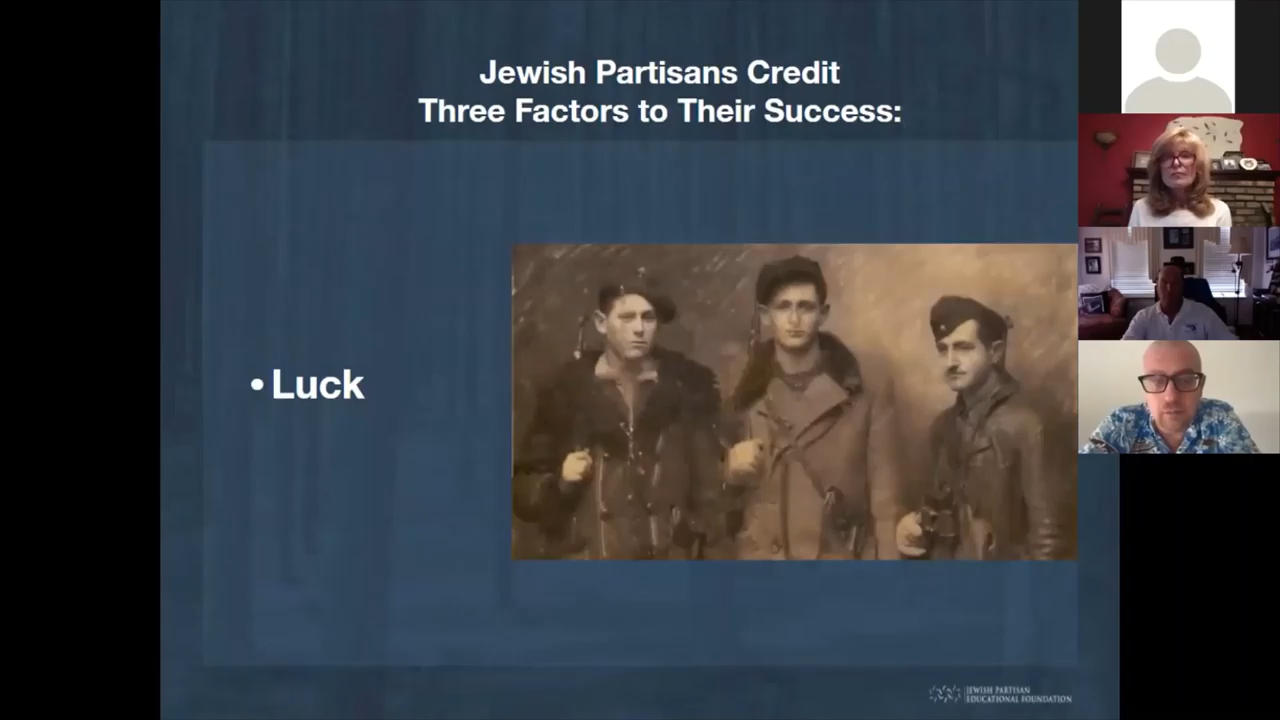 Jewish Partisans Credit
Three Factors to Their Success:
• Luck
JEWISH PARTISAN
EDUCATIONAL FOUNDATION